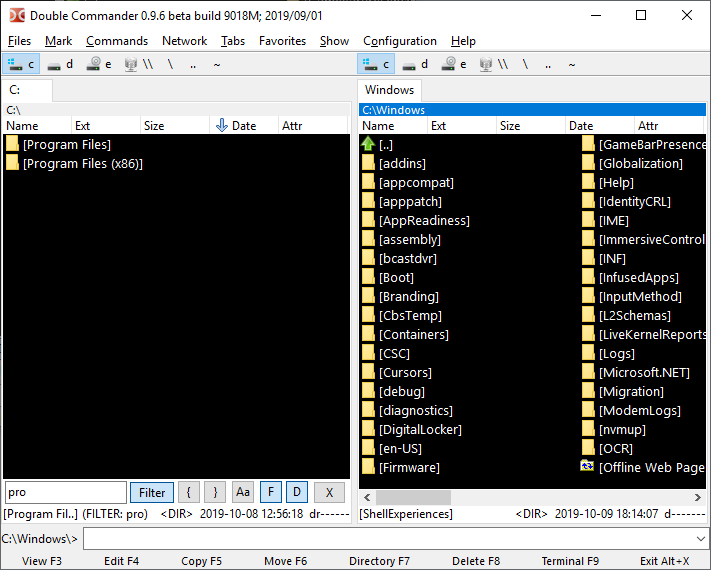 Double Commander 0.9.6 beta build 9018M; 2019/09/01
Files Mark Commands Network Tabs Favorites Show Configuration Help
c d e \\ \ .. ~
c d e \\ \ .. ~
C:
C:\
Name Ext Size Date Attr
[Program Files]
[Program Files (x86)]
pro Filter { } Aa F D X
[Program Fil..] (FILTER: pro) <DIR> 2019-10-08 12:56:18 dr------
Windows
C:\Windows
Name Ext Size Date Attr
[..]
[addins]
[appcompat]
[apppatch]
[AppReadiness]
[assembly]
[bcastdvr]
[Boot]
[Branding]
[CbsTemp]
[Containers]
[CSC]
[Cursors]
[debug]
[diagnostics]
[DigitalLocker]
[en-US]
[Firmware]
[GameBarPresence
[Globalization]
[Help]
[IdentityCRL]
[IME]
[ImmersiveControl
[INF]
[InfusedApps]
[InputMethod]
[L2Schemas]
[LiveKernelReports
[Logs]
[Microsoft.NET]
[Migration]
[ModemLogs]
[nvmup]
[OCR]
[Offline Web Page
[ShellExperiences] <DIR> 2019-10-09 18:14:07 d-------
C:\Windows\>
View F3 Edit F4 Copy F5 Move F6 Directory F7 Delete F8 Terminal F9 Exit Alt+X